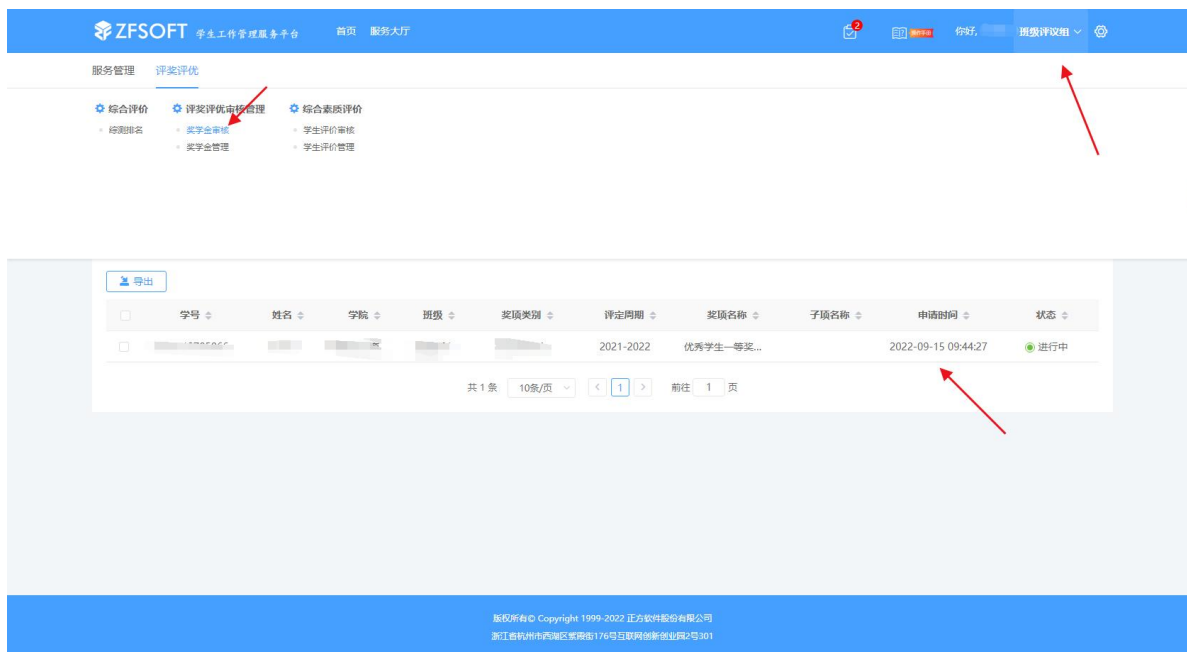 ZFSOFT 学生工作管理服务平台 首页 服务大厅 2 你好, 班级评议组
服务管理 评奖评优
综合评价 评奖评优审核管理 综合素质评价
综测排名 奖学金审核 学生评价审核
奖学金管理 学生评价管理
导出
学号 姓名 学院 班级 奖项类别 评定周期 奖项名称 子项名称 申请时间 状态
2021-2022 优秀学生一等奖... 2022-09-15 09:44:27 进行中
共 1 条 10条/页 < 1 > 前往 1 页
版权所有© Copyright 1999-2022 正方软件股份有限公司
浙江省杭州市西湖区紫霞街176号互联网创新创业园2号301